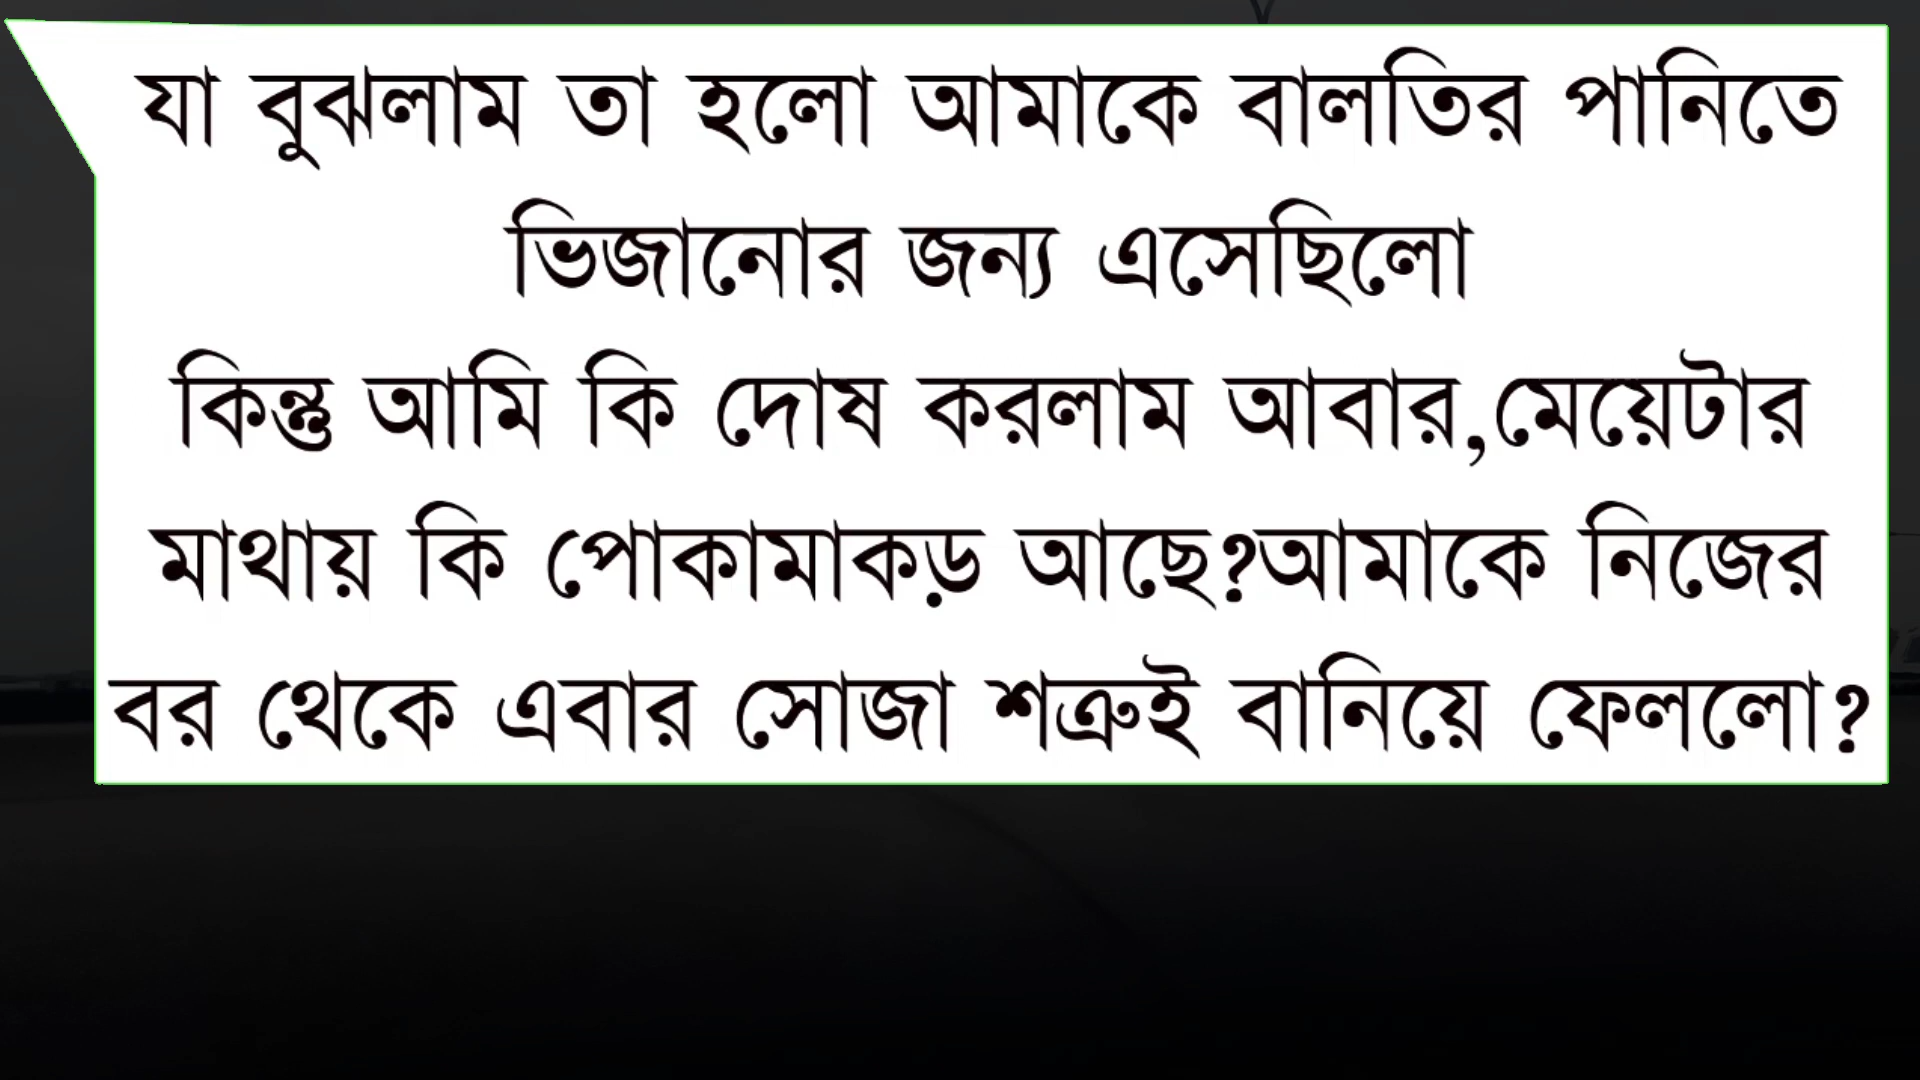 যা বুঝলাম তা হলো আমাকে বালতির পানিতে
ভিজানোর জন্য এসেছিলো
কিন্তু আমি কি দোষ করলাম আবার,মেয়েটার
মাথায় কি পোকামাকড় আছে?আমাকে নিজের
বর থেকে এবার সোজা শত্রুই বানিয়ে ফেললো?